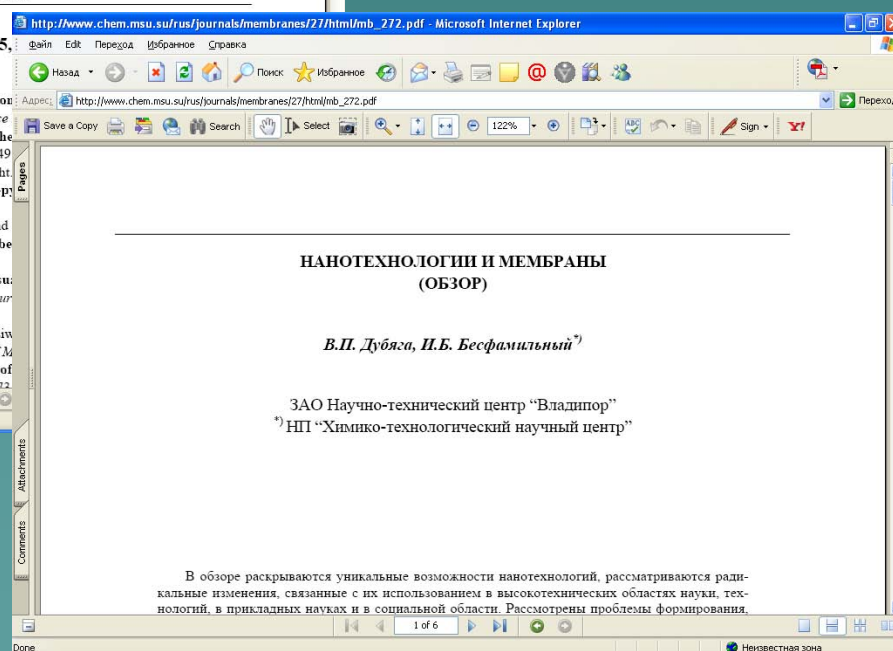 http://www.chem.msu.su/rus/journals/membranes/27/html/mb_272.pdf - Microsoft Internet Explorer
Файл Edit Переход Избранное Справка
Назад Поиск Избранное
Адрес: http://www.chem.msu.su/rus/journals/membranes/27/html/mb_272.pdf
Save a Copy Search Select 122% Sign Y!
Pages
НАНОТЕХНОЛОГИИ И МЕМБРАНЫ
(ОБЗОР)
В.П. Дубяга, И.Б. Бесфамильный*)
ЗАО Научно-технический центр “Владипор”
*) НП “Химико-технологический научный центр”
Attachments
Comments
В обзоре раскрываются уникальные возможности нанотехнологий, рассматриваются ради-
кальные изменения, связанные с их использованием в высокотехнических областях науки, тех-
нологий, в прикладных науках и в социальной области. Рассмотрены проблемы формирования,
1 of 6
Done Неизвестная зона